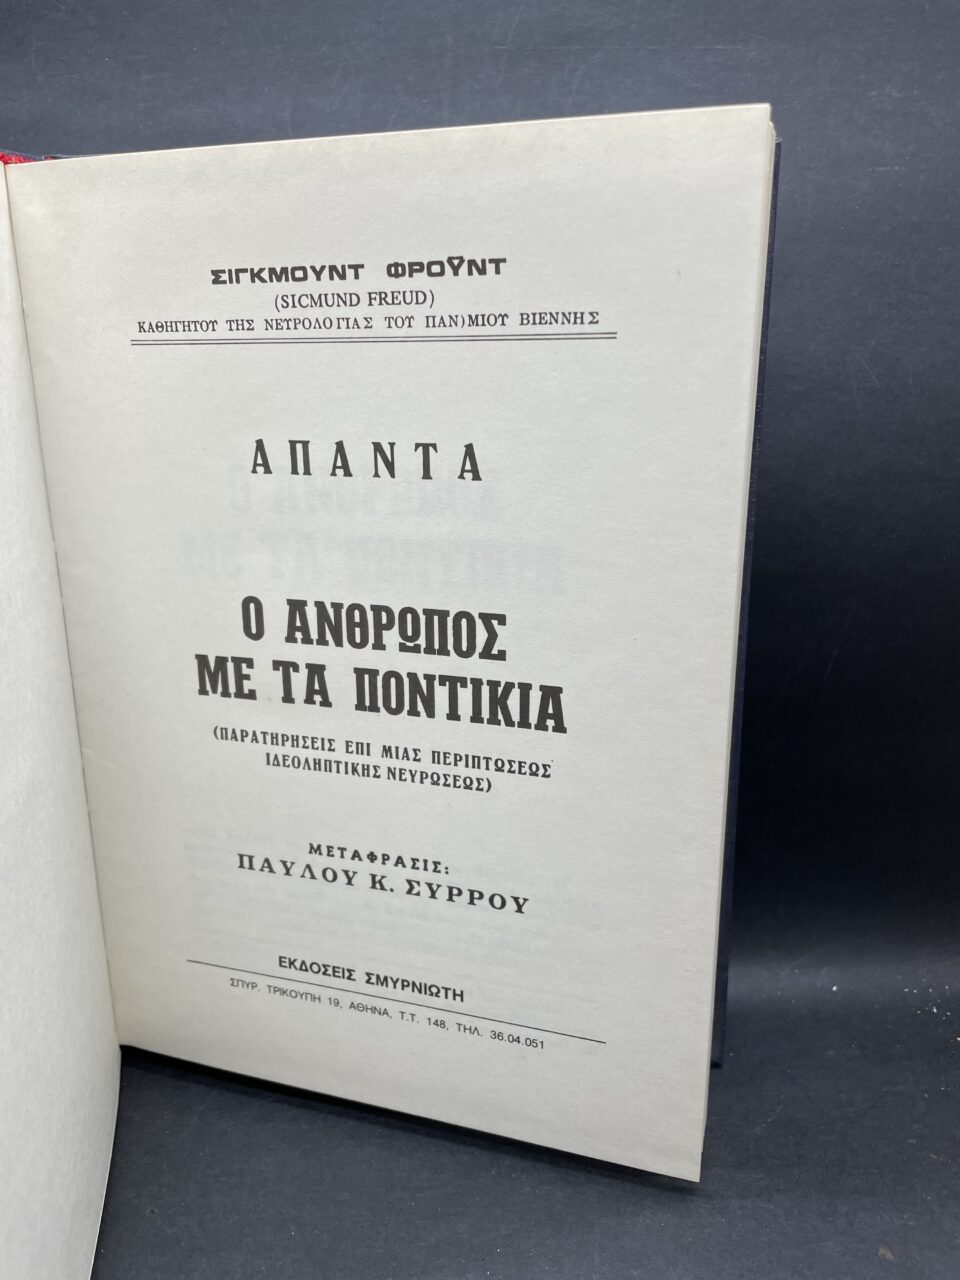 ΣΙΓΚΜΟΥΝΤ ΦΡΟΫΝΤ
(SICMUND FREUD)
ΚΑΘΗΓΗΤΟΥ ΤΗΣ ΝΕΥΡΟΛΟΓΙΑΣ ΤΟΥ ΠΑΝ)ΜΙΟΥ ΒΙΕΝΝΗΣ
ΑΠΑΝΤΑ
Ο ΑΝΘΡΩΠΟΣ
ΜΕ ΤΑ ΠΟΝΤΙΚΙΑ
(ΠΑΡΑΤΗΡΗΣΕΙΣ ΕΠΙ ΜΙΑΣ ΠΕΡΙΠΤΩΣΕΩΣ
ΙΔΕΟΛΗΠΤΙΚΗΣ ΝΕΥΡΩΣΕΩΣ)
ΜΕΤΑΦΡΑΣΙΣ:
ΠΑΥΛΟΥ Κ. ΣΥΡΡΟΥ
ΕΚΔΟΣΕΙΣ ΣΜΥΡΝΙΩΤΗ
ΣΠΥΡ. ΤΡΙΚΟΥΠΗ 19, ΑΘΗΝΑ, Τ.Τ. 148, ΤΗΛ. 36.04.051